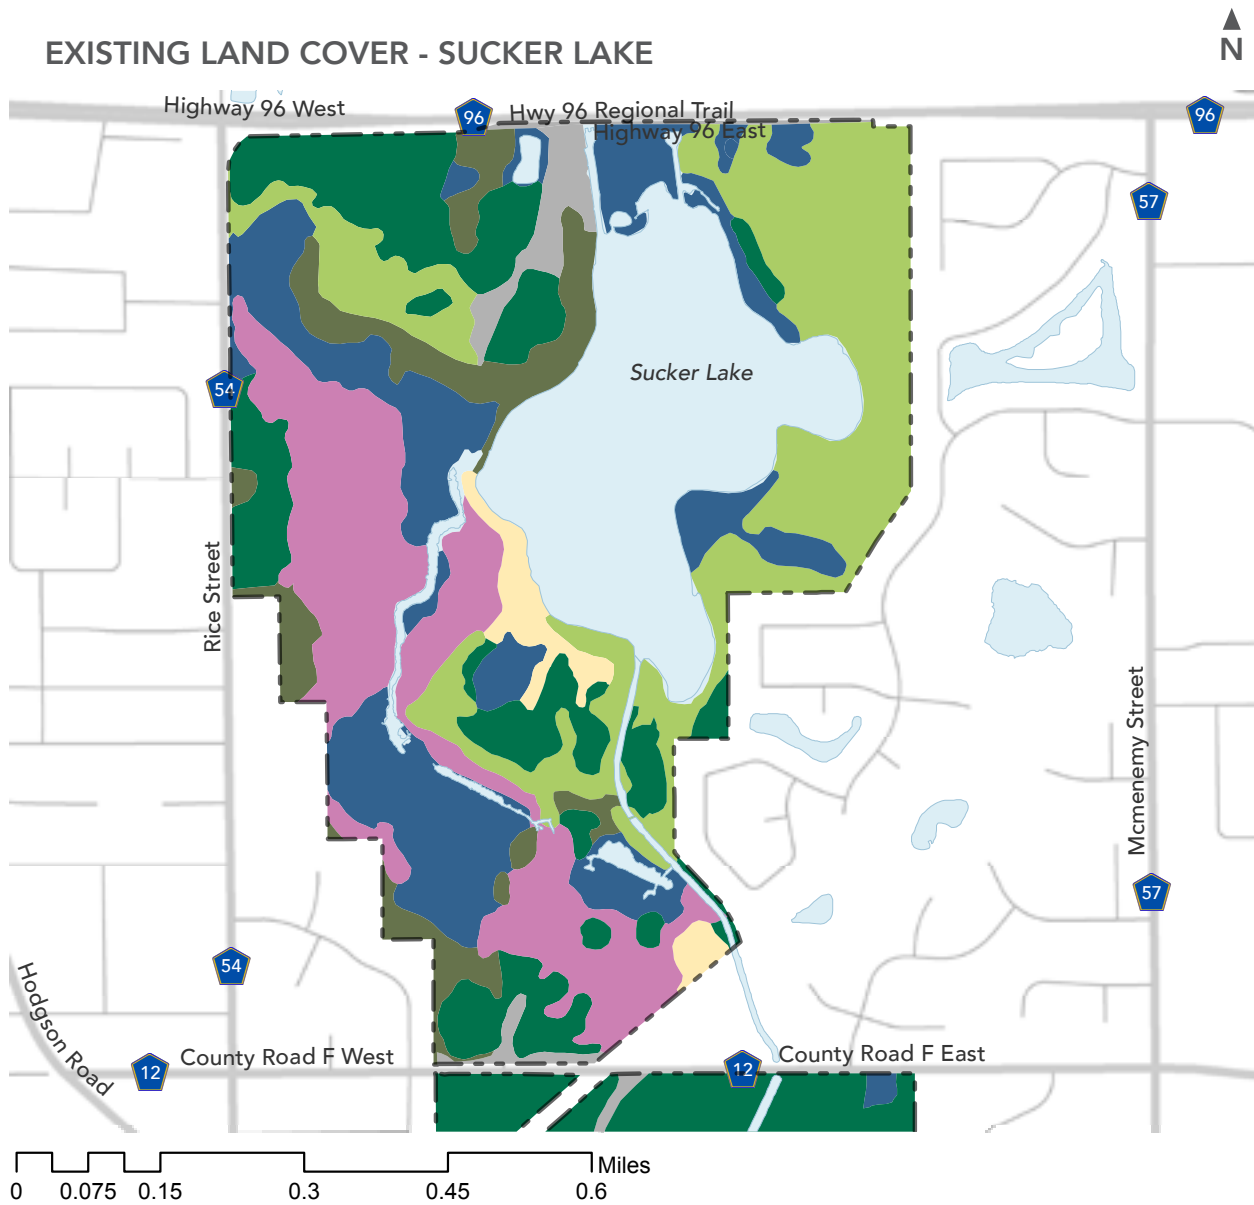 EXISTING LAND COVER - SUCKER LAKE
N
Highway 96 West
96
Hwy 96 Regional Trail
Highway 96 East
96
57
Sucker Lake
54
Rice Street
Mcmenemy Street
57
54
Hodgson Road
County Road F West
12
12
County Road F East
Miles
0
0.075
0.15
0.3
0.45
0.6